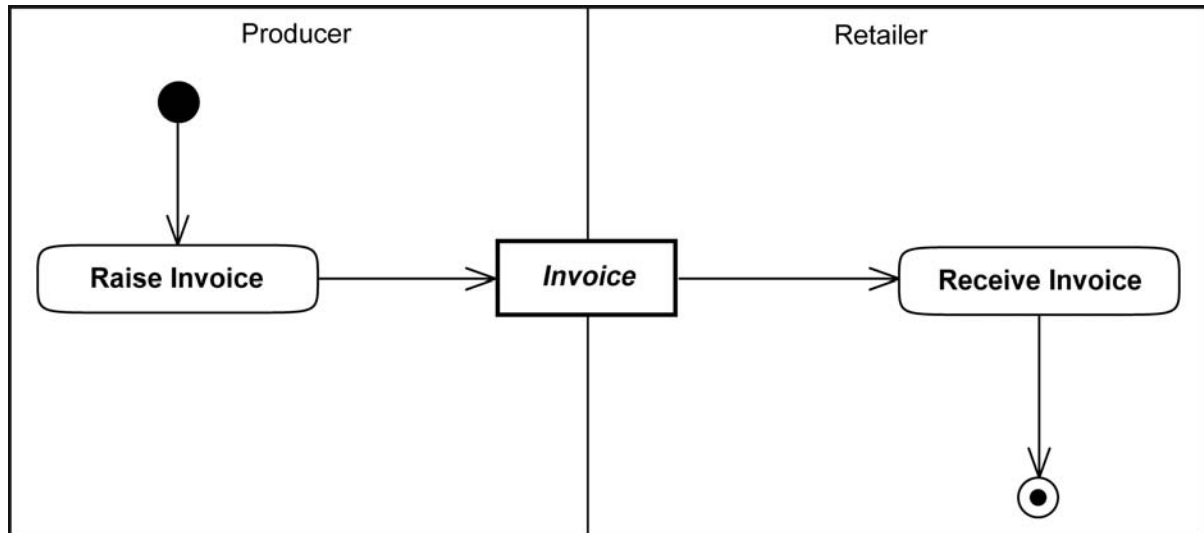 Producer
Retailer
Raise Invoice
Invoice
Receive Invoice